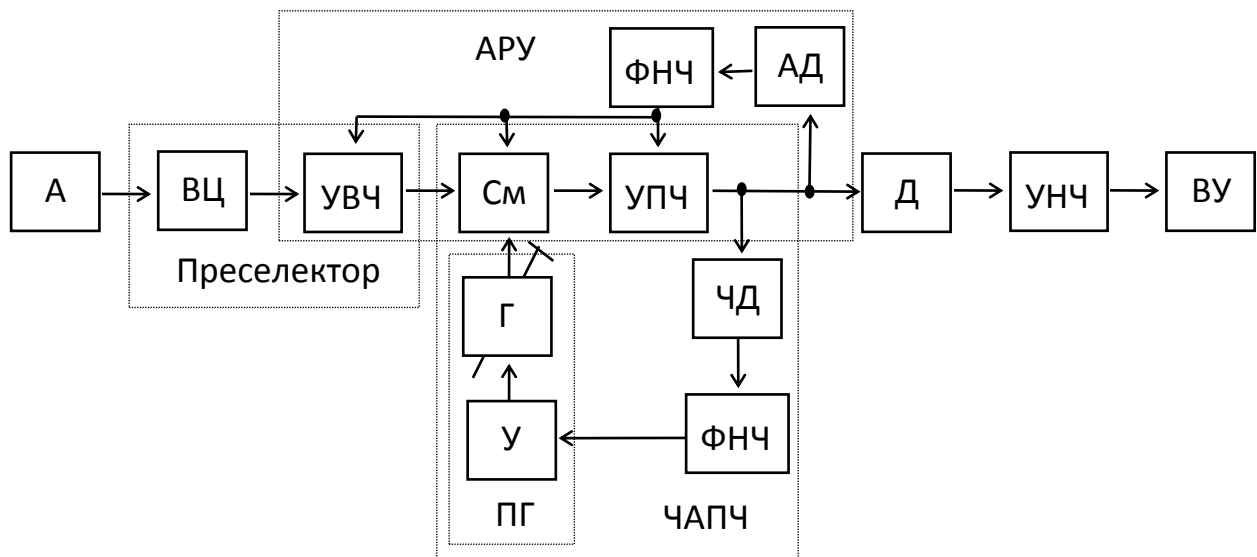 АРУ
ФНЧ
АД
А
ВЦ
УВЧ
См
УПЧ
Д
УНЧ
ВУ
Преселектор
Г
ЧД
У
ФНЧ
ПГ
ЧАПЧ